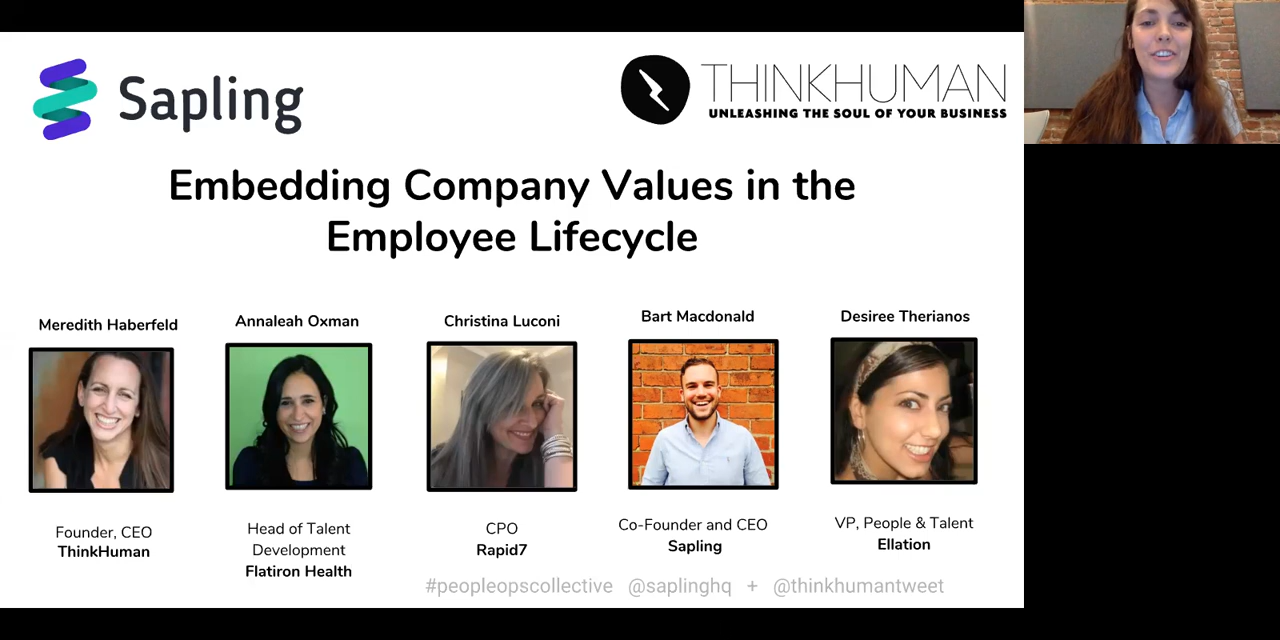 Sapling
THINKHUMAN
UNLEASHING THE SOUL OF YOUR BUSINESS
Embedding Company Values in the
Employee Lifecycle
Meredith Haberfeld
Founder, CEO
ThinkHuman
Annaleah Oxman
Head of Talent
Development
Flatiron Health
Christina Luconi
CPO
Rapid7
Bart Macdonald
Co-Founder and CEO
Sapling
Desiree Therianos
VP, People & Talent
Ellation
#peopleopscollective @saplinghq + @thinkhumantweet